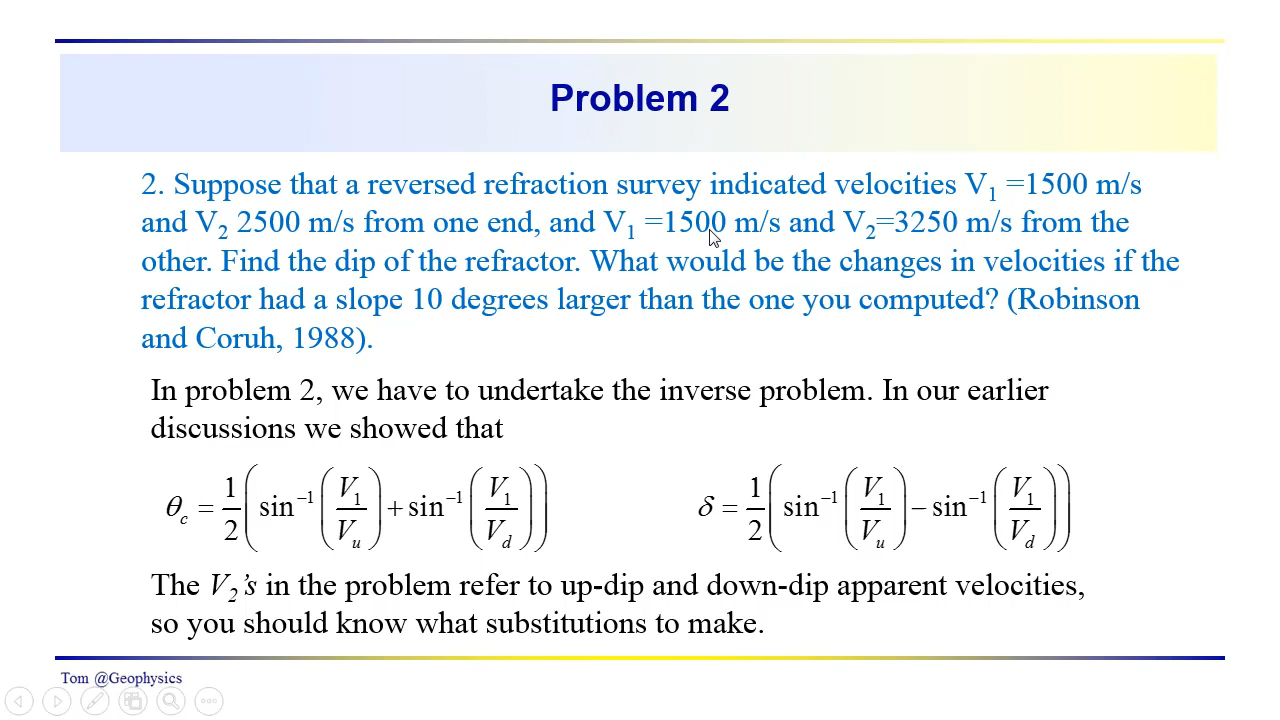 Problem 2
2. Suppose that a reversed refraction survey indicated velocities V₁ =1500 m/s
and V₂ 2500 m/s from one end, and V₁ =1500 m/s and V₂=3250 m/s from the
other. Find the dip of the refractor. What would be the changes in velocities if the
refractor had a slope 10 degrees larger than the one you computed? (Robinson
and Coruh, 1988).
In problem 2, we have to undertake the inverse problem. In our earlier
discussions we showed that
θ_c = 1/2 (sin⁻¹ (V₁/V_u) + sin⁻¹ (V₁/V_d)) δ = 1/2 (sin⁻¹ (V₁/V_u) − sin⁻¹ (V₁/V_d))
The V₂'s in the problem refer to up-dip and down-dip apparent velocities,
so you should know what substitutions to make.
Tom @Geophysics